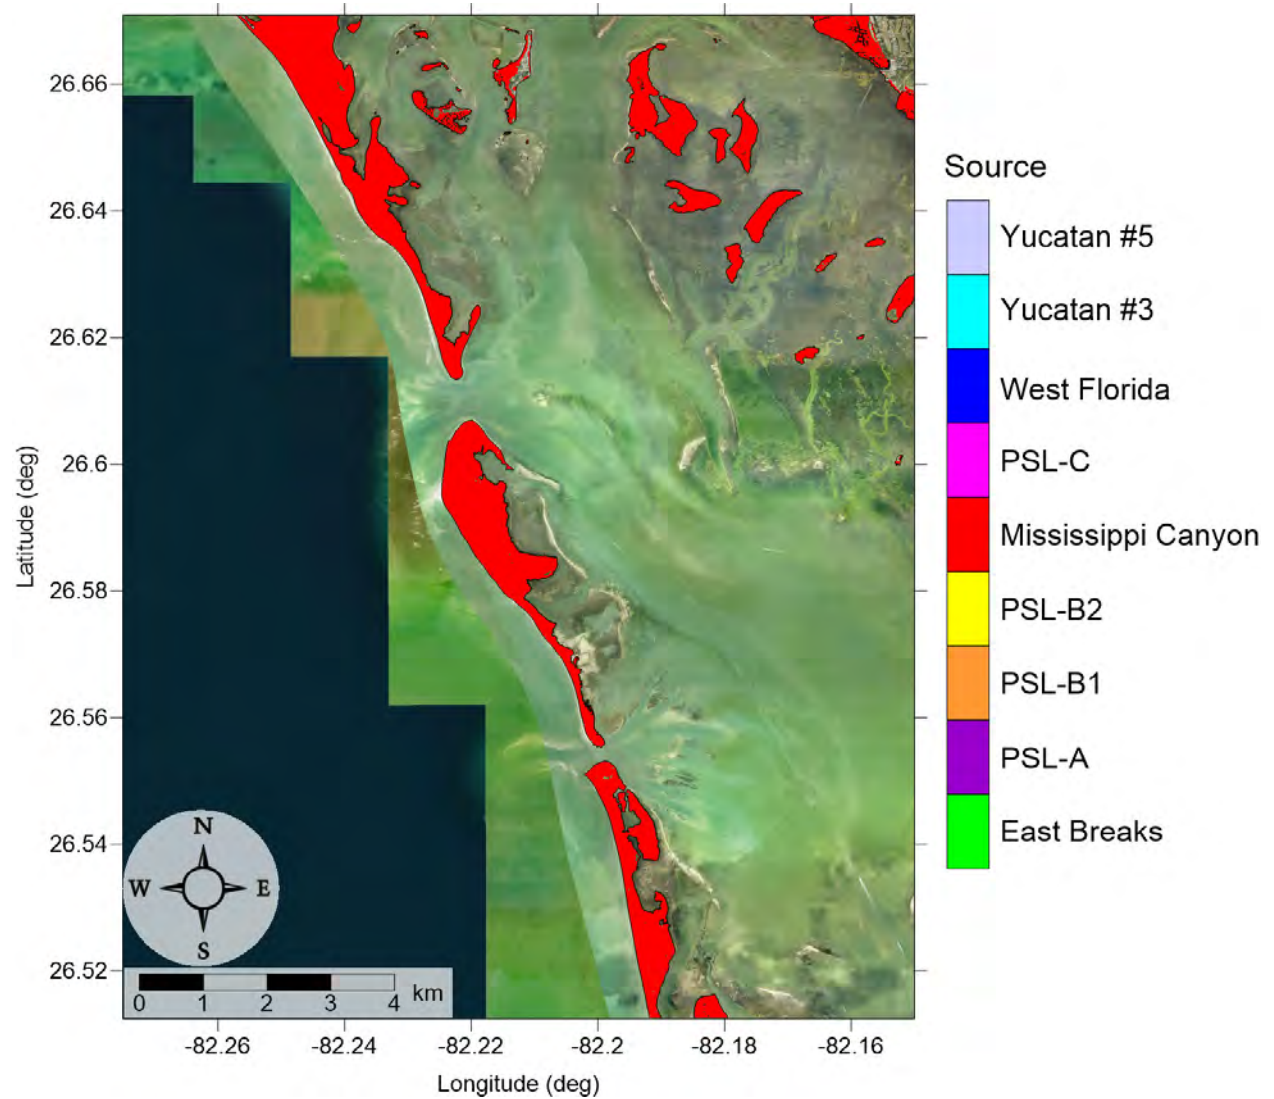 26.66
26.64
26.62
26.6
26.58
26.56
26.54
26.52
Latitude (deg)
N
W E
S
0 1 2 3 4 km
-82.26 -82.24 -82.22 -82.2 -82.18 -82.16
Longitude (deg)
Source
Yucatan #5
Yucatan #3
West Florida
PSL-C
Mississippi Canyon
PSL-B2
PSL-B1
PSL-A
East Breaks